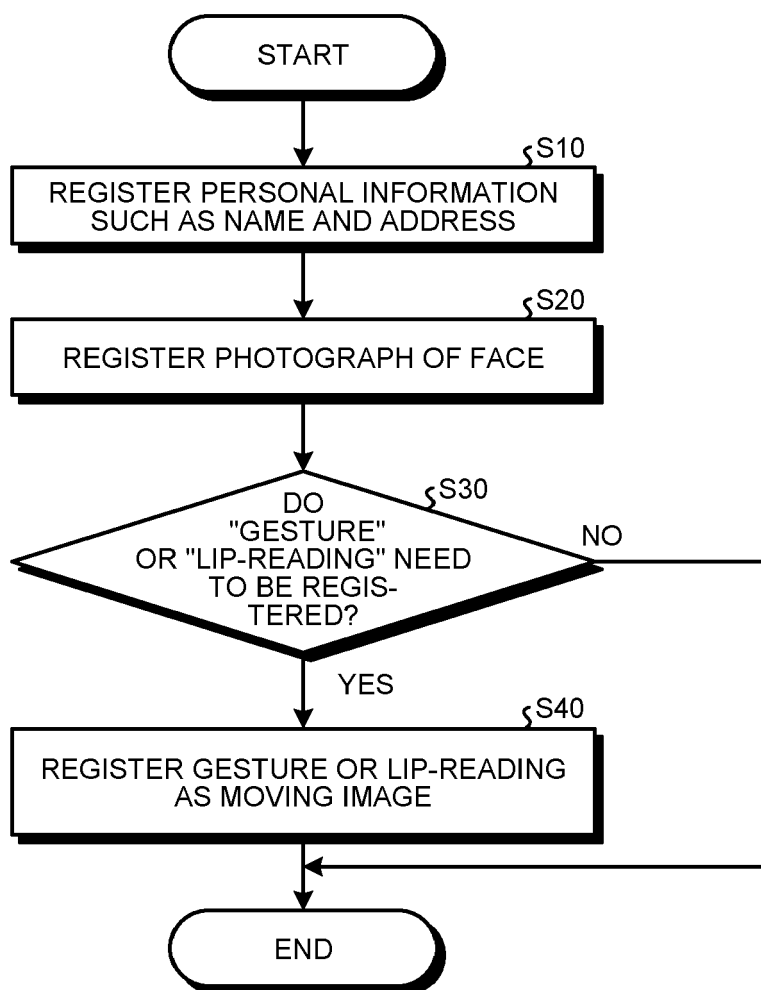 START
S10
REGISTER PERSONAL INFORMATION
SUCH AS NAME AND ADDRESS
S20
REGISTER PHOTOGRAPH OF FACE
S30
DO
"GESTURE"
OR "LIP-READING" NEED
TO BE REGIS-
TERED?
NO
YES
S40
REGISTER GESTURE OR LIP-READING
AS MOVING IMAGE
END